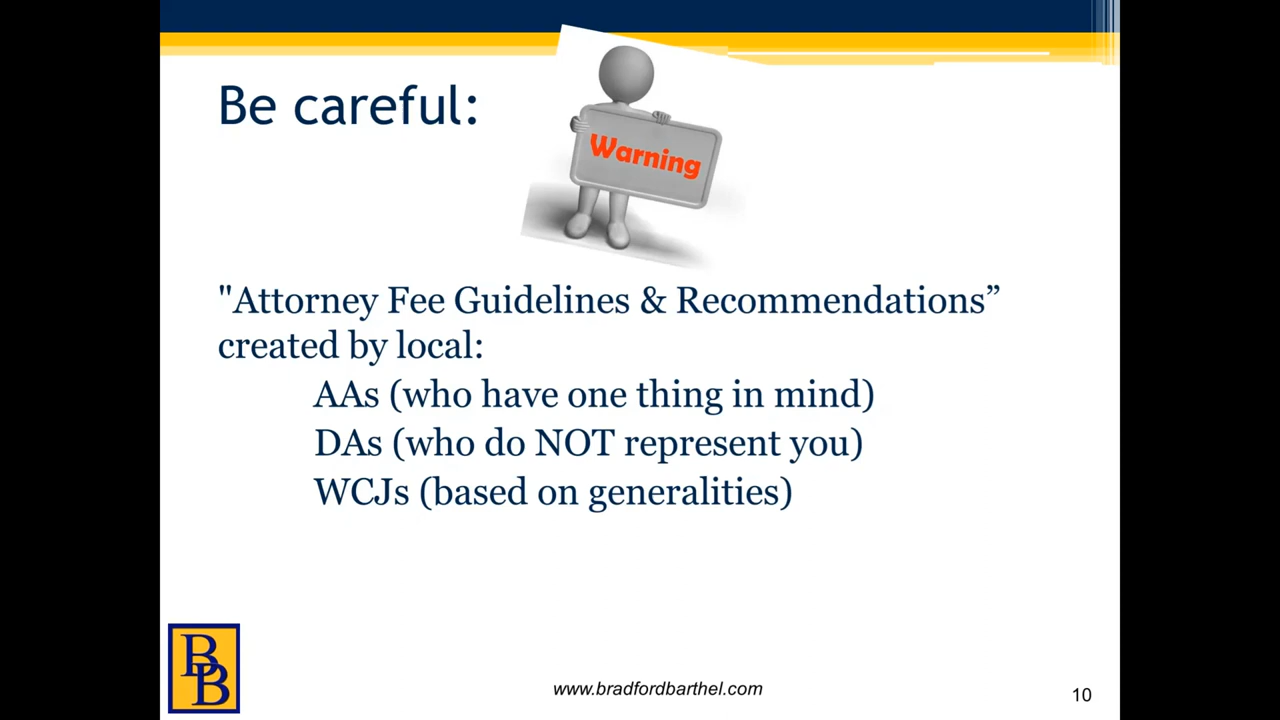 Be careful:
Warning
"Attorney Fee Guidelines & Recommendations”
created by local:
AAs (who have one thing in mind)
DAs (who do NOT represent you)
WCJs (based on generalities)
BB
www.bradfordbarthel.com
10